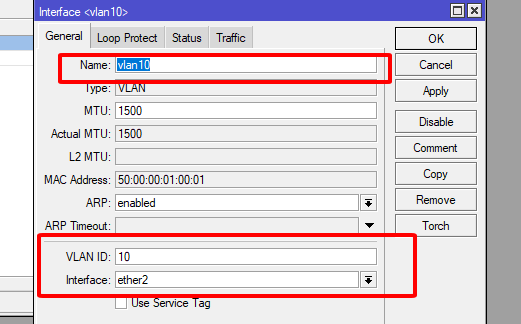 Interface <vlan10>
General Loop Protect Status Traffic
OK
Name: vlan10
Cancel
Type: VLAN
Apply
MTU: 1500
Actual MTU: 1500
Disable
L2 MTU:
Comment
MAC Address: 50:00:00:01:00:01
Copy
ARP: enabled
Remove
ARP Timeout:
Torch
VLAN ID: 10
Interface: ether2
Use Service Tag